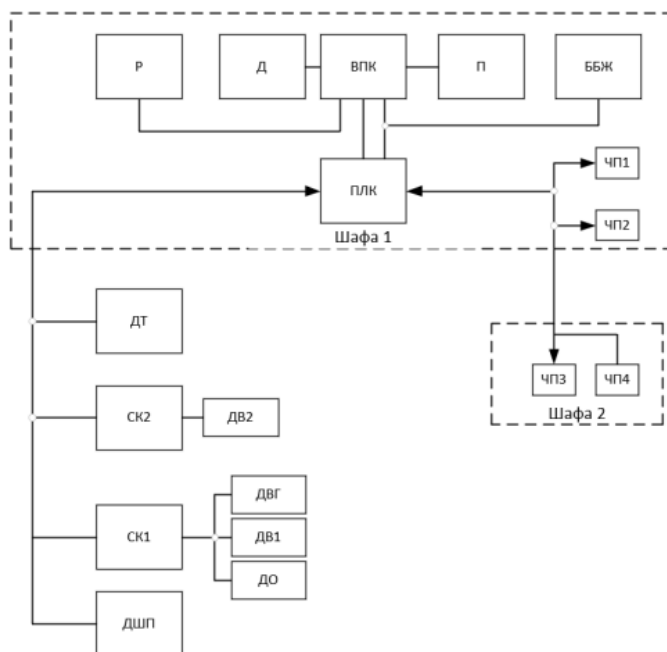 Р
Д
ВПК
П
ББЖ
ПЛК
ЧП1
ЧП2
Шафа 1
ДТ
СК2
ДВ2
ЧП3
ЧП4
Шафа 2
СК1
ДВГ
ДВ1
ДО
ДШП